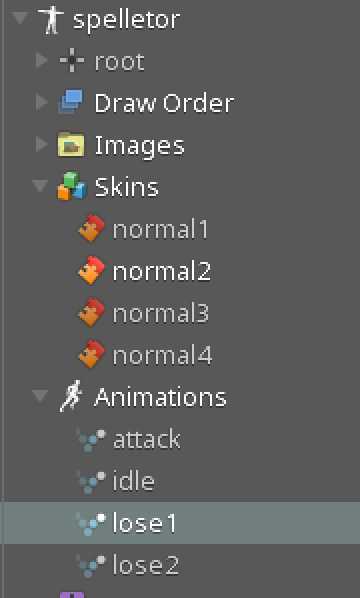 spelletor
root
Draw Order
Images
Skins
normal1
normal2
normal3
normal4
Animations
attack
idle
lose1
lose2